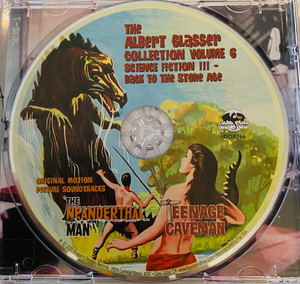 The
Albert Glasser
Collection Volume 6
Science Fiction III -
Back to the Stone Age
ORIGINAL MOTION
PICTURE SOUNDTRACKS
"THE
NEANDERTHAL
MAN"
TEENAGE
CAVEMAN